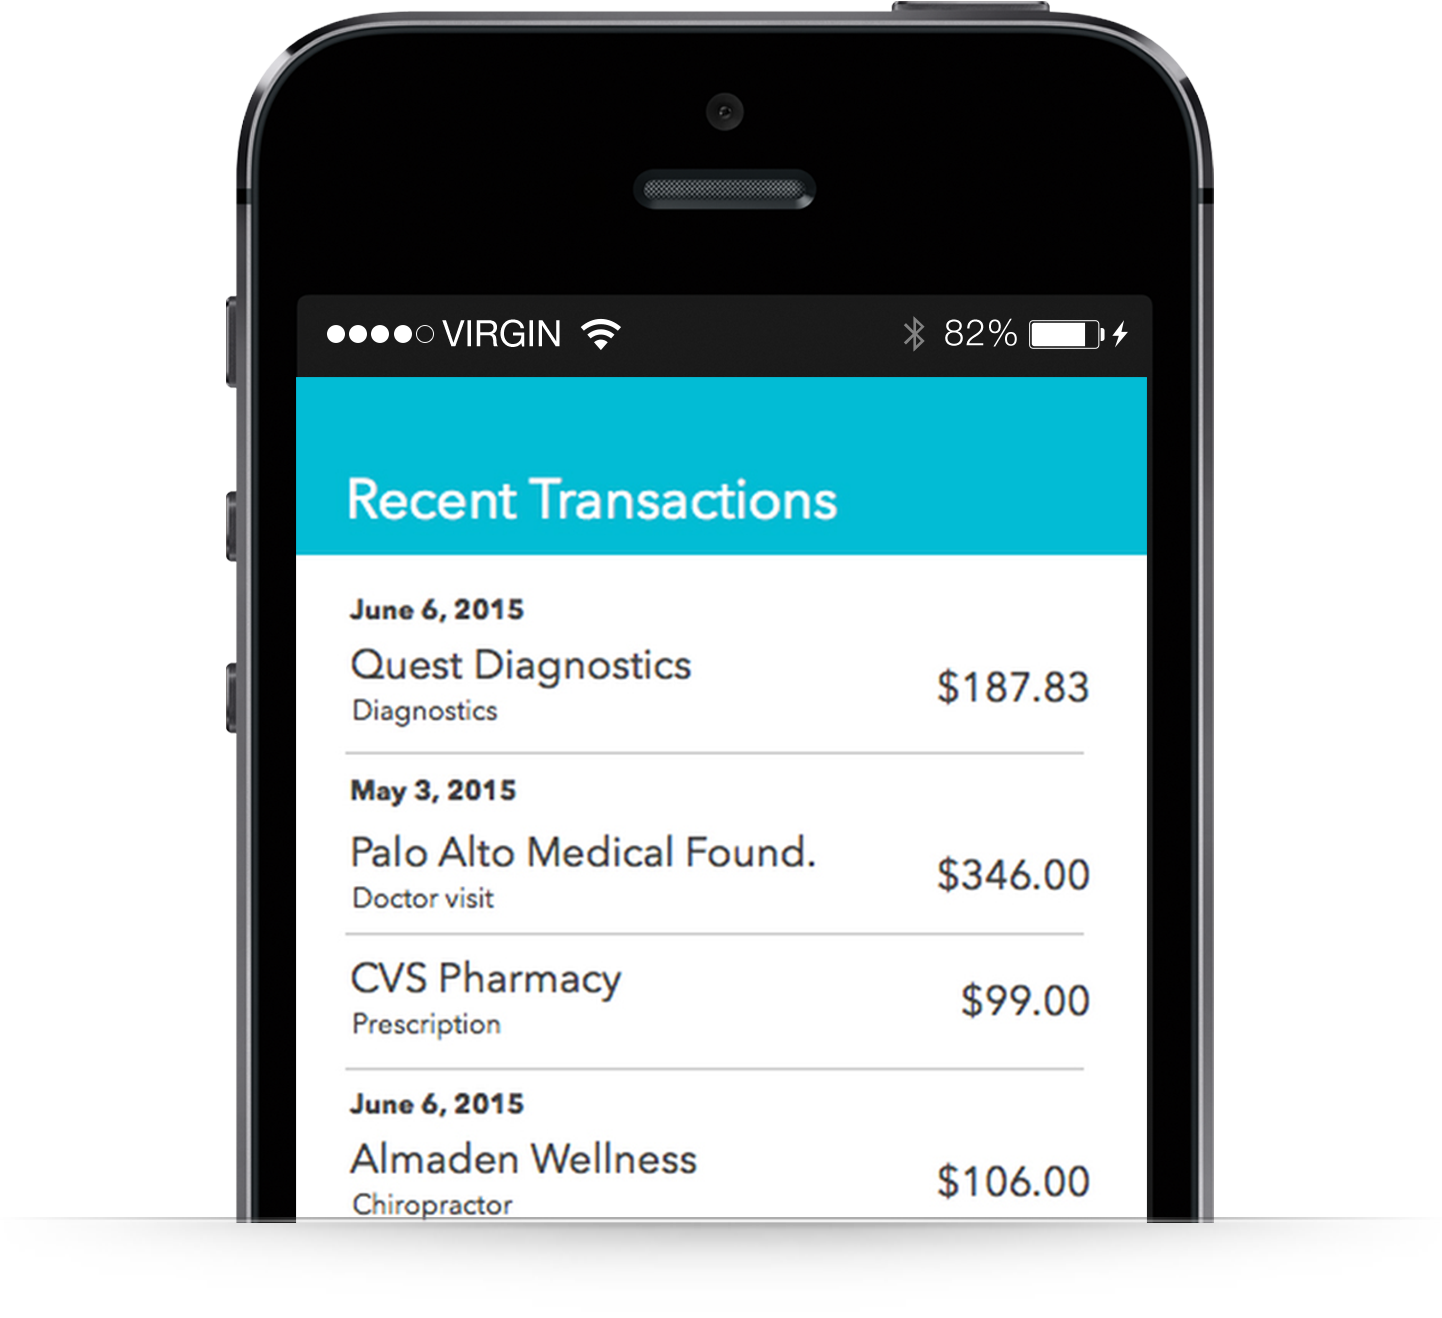 VIRGIN 82%
Recent Transactions
June 6, 2015
Quest Diagnostics
$187.83
Diagnostics
May 3, 2015
Palo Alto Medical Found.
$346.00
Doctor visit
CVS Pharmacy
$99.00
Prescription
June 6, 2015
Almaden Wellness
$106.00
Chiropractor